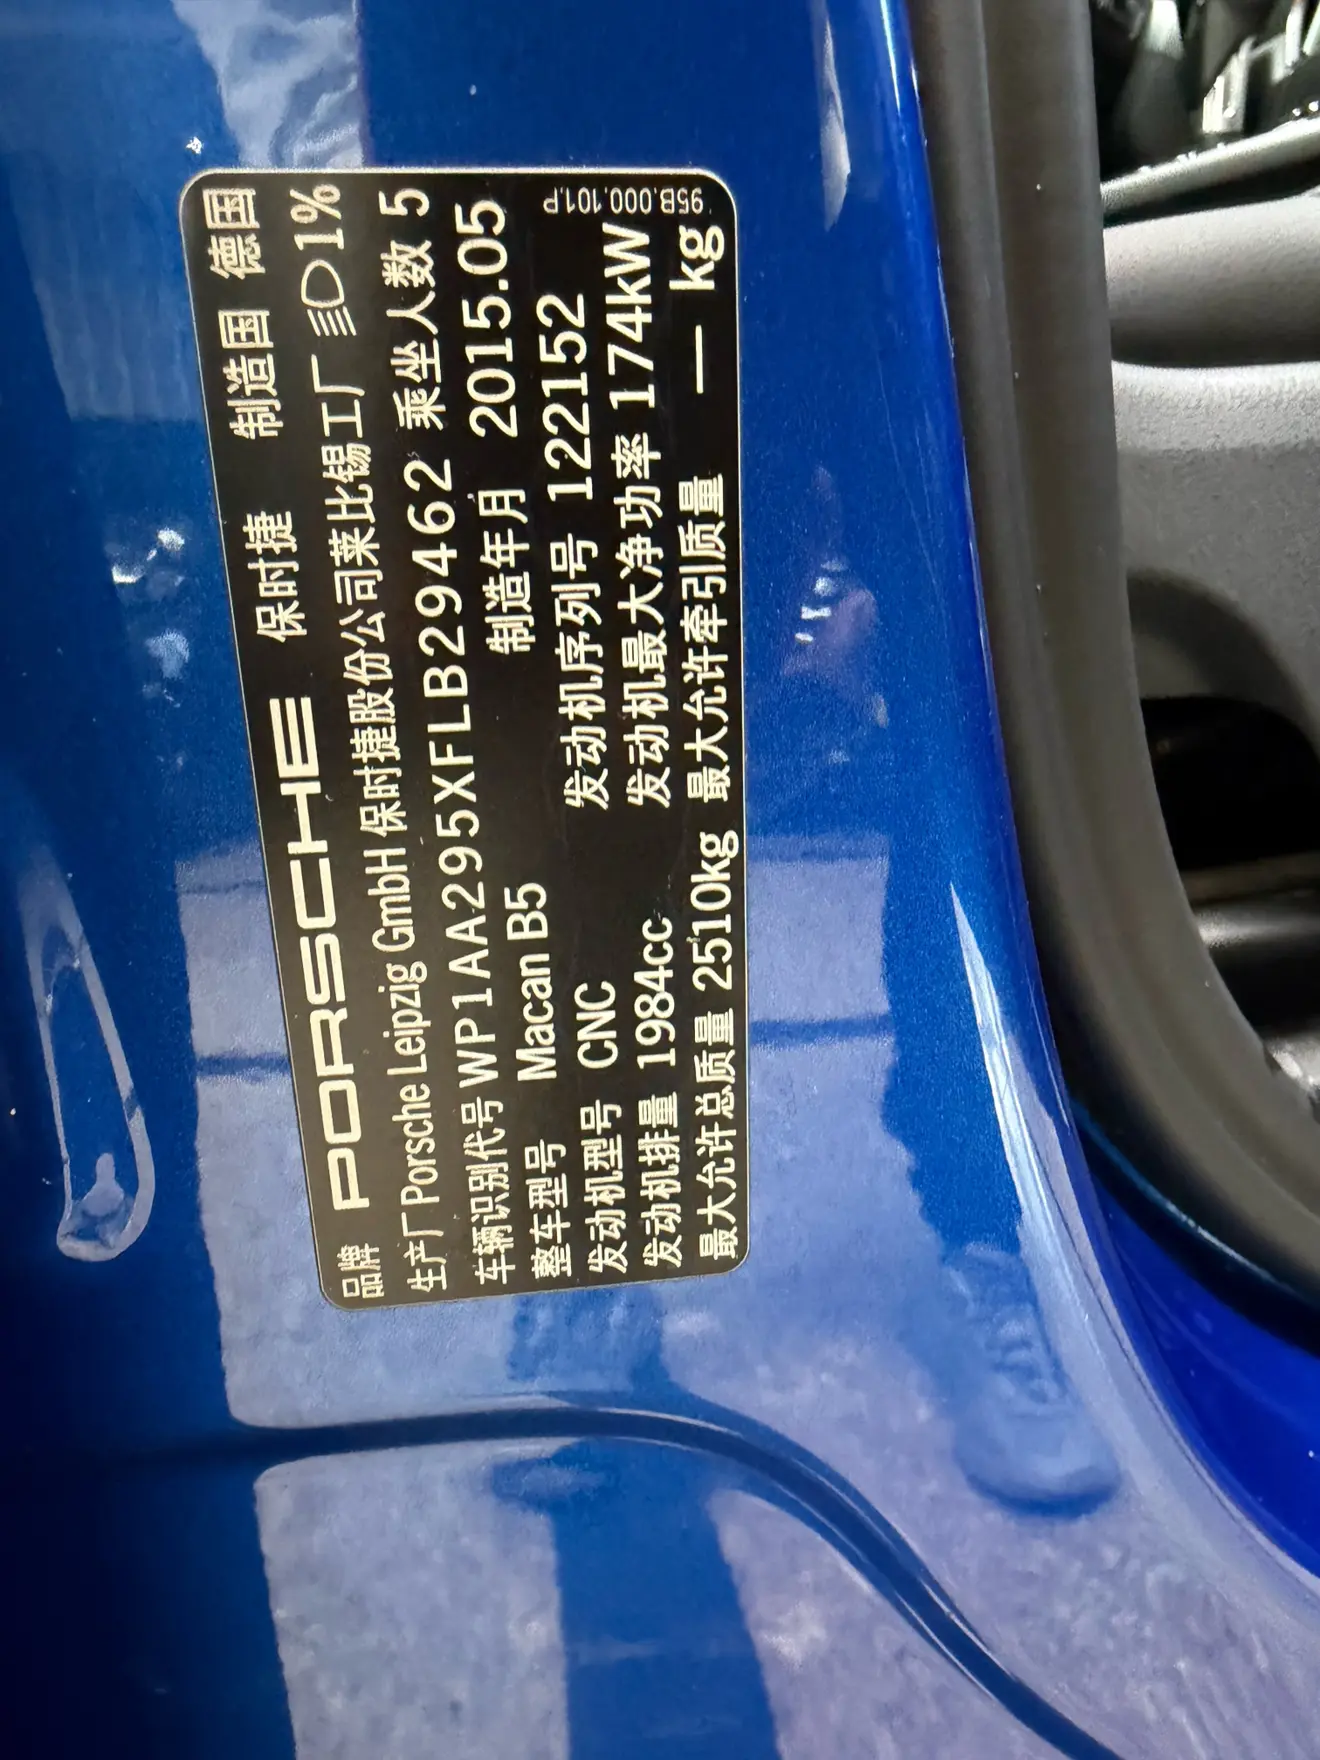 品牌 PORSCHE 保时捷 制造国 德国
生产厂 Porsche Leipzig GmbH 保时捷股份公司莱比锡工厂 1%
车辆识别代号 WP1AA295XFLB29462 乘坐人数 5
整车型号 Macan B5 制造年月 2015.05
发动机型号 CNC 发动机序列号 122152
发动机排量 1984cc 发动机最大净功率 174kW
最大允许总质量 2510kg 最大允许牵引质量 — kg
95B.000.101.P